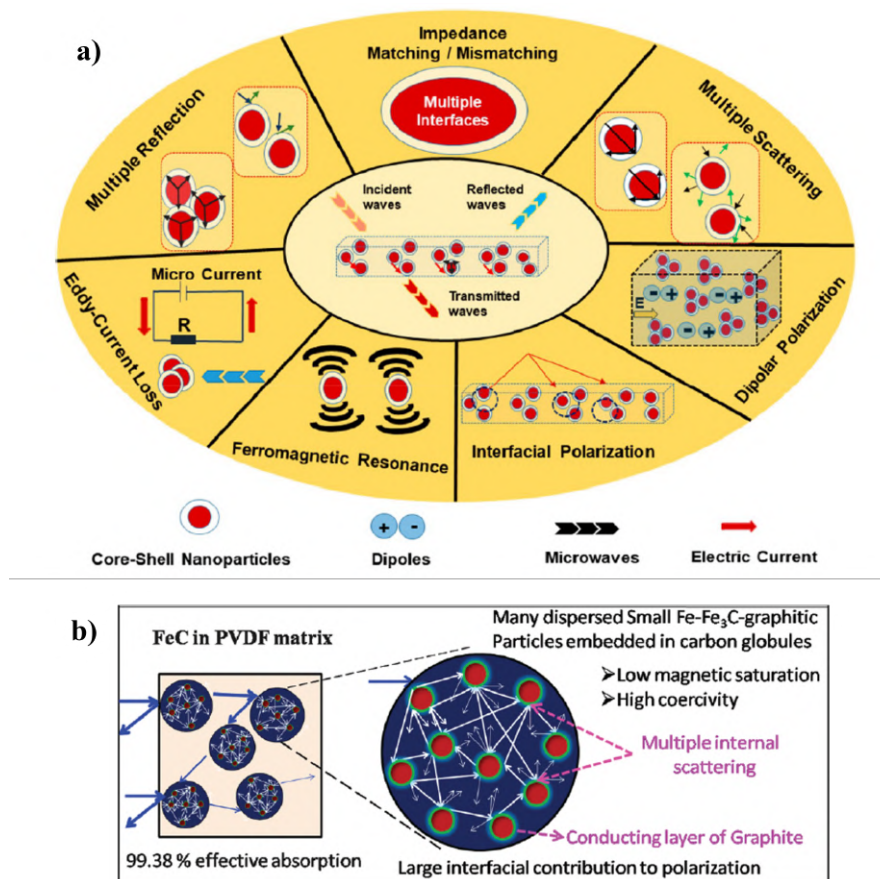 a)
Impedance
Matching / Mismatching
Multiple
Interfaces
Multiple Reflection
Multiple Scattering
Incident
waves
Reflected
waves
Transmitted
waves
Micro Current
R
Eddy-Current Loss
E
Dipolar Polarization
Ferromagnetic Resonance
Interfacial Polarization
+ -
Core-Shell Nanoparticles
Dipoles
Microwaves
Electric Current
b)
FeC in PVDF matrix
Many dispersed Small Fe-Fe₃C-graphitic
Particles embedded in carbon globules
➢Low magnetic saturation
➢High coercivity
Multiple internal
scattering
Conducting layer of Graphite
99.38 % effective absorption
Large interfacial contribution to polarization